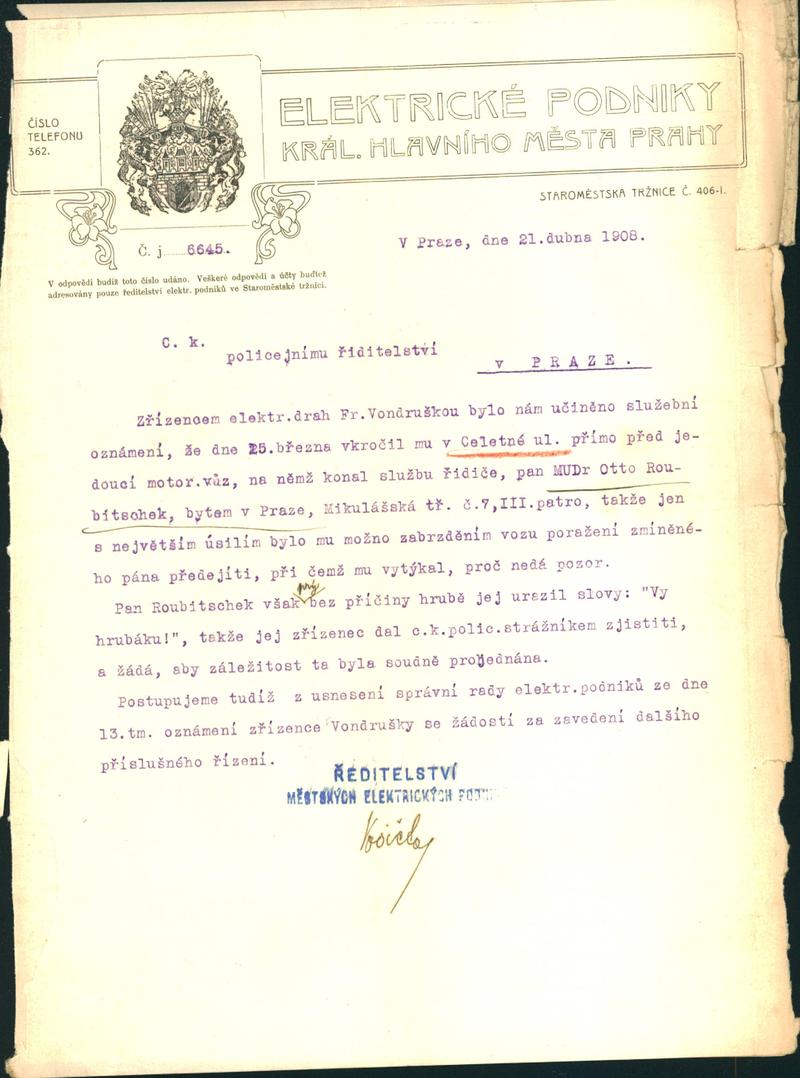 ČÍSLO
TELEFONU
362.
ELEKTRICKÉ PODNIKY
KRÁL. HLAVNÍHO MĚSTA PRAHY
STAROMĚSTSKÁ TRŽNICE Č. 406-I.
Č. j. 6645.
V Praze, dne 21.dubna 1908.
V odpovědi budiž toto číslo udáno. Veškeré odpovědi a účty buďtež
adresovány pouze ředitelství elektr. podniků ve Staroměstské tržnici.
C. k.
policejnímu řiditelství
v PRAZE.
Zřízencem elektr.drah Fr.Vondruškou bylo nám učiněno služební
oznámení, že dne 25.března vkročil mu v Celetné ul. přímo před je-
doucí motor.vůz, na němž konal službu řidiče, pan MUDr Otto Rou-
bitschek, bytem v Praze, Mikulášská tř. č.7,III.patro, takže jen
s největším úsilím bylo mu možno zabrzděním vozu poražení zmíněné-
ho pána předejíti, při čemž mu vytýkal, proč nedá pozor.
Pan Roubitschek však prý bez příčiny hrubě jej urazil slovy: "Vy
hrubáku!", takže jej zřízenec dal c.k.polic.strážníkem zjistiti,
a žádá, aby záležitost ta byla soudně projednána.
Postupujeme tudíž z usnesení správní rady elektr.podniků ze dne
13.tm. oznámení zřízence Vondrušky se žádostí za zavedení dalšího
příslušného řízení.
ŘEDITELSTVÍ
MĚSTSKÝCH ELEKTRICKÝCH